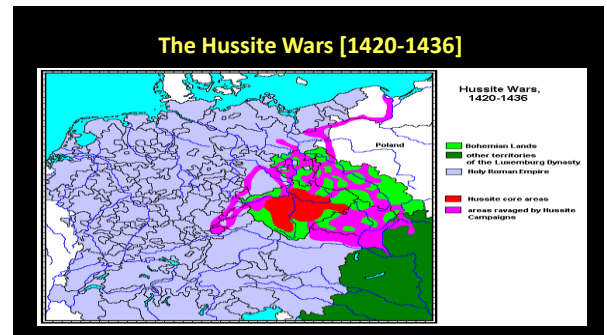 The Hussite Wars [1420-1436]
Hussite Wars,
1420-1436
Poland
Bohemian Lands
other territories
of the Luxemburg Dynasty
Holy Roman Empire
Hussite core areas
areas ravaged by Hussite
Campaigns